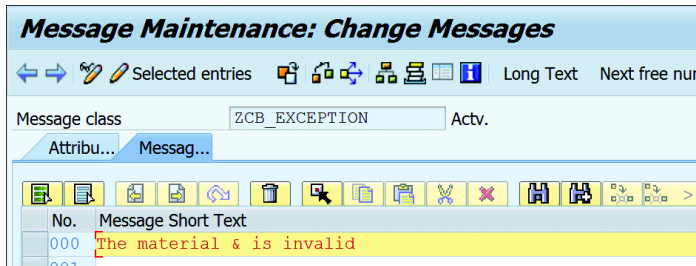 Message Maintenance: Change Messages
Selected entries Long Text Next free nu
Message class ZCB_EXCEPTION Actv.
Attribu... Messag...
No. Message Short Text
000 The material & is invalid